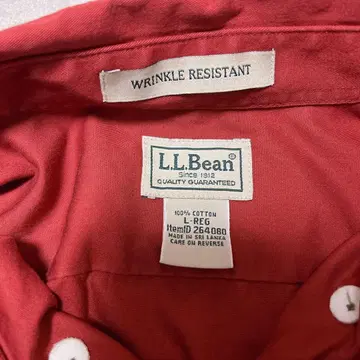 WRINKLE RESISTANT
L.L.Bean®
Since 1912
QUALITY GUARANTEED
100% COTTON
L-REG
ItemID 264080
MADE IN SRI LANKA
CARE ON REVERSE